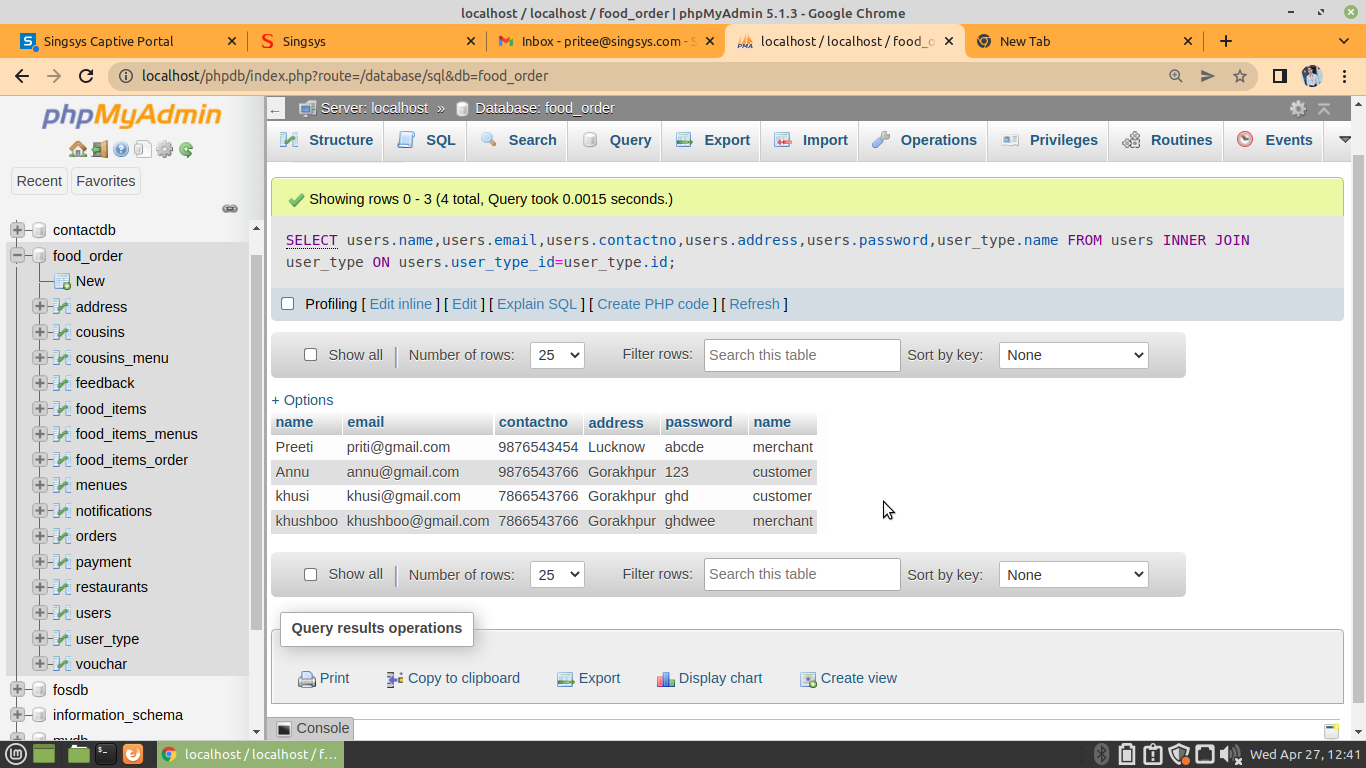 localhost / localhost / food_order | phpMyAdmin 5.1.3 - Google Chrome
Singsys Captive Portal
Singsys
Inbox - pritee@singsys.com - S
localhost / localhost / food_o
New Tab
localhost/phpdb/index.php?route=/database/sql&db=food_order
phpMyAdmin
Recent Favorites
contactdb
food_order
New
address
cousins
cousins_menu
feedback
food_items
food_items_menus
food_items_order
menues
notifications
orders
payment
restaurants
users
user_type
vouchar
fosdb
information_schema
mydb
Server: localhost » Database: food_order
Structure SQL Search Query Export Import Operations Privileges Routines Events
Showing rows 0 - 3 (4 total, Query took 0.0015 seconds.)
SELECT users.name,users.email,users.contactno,users.address,users.password,user_type.name FROM users INNER JOIN
user_type ON users.user_type_id=user_type.id;
Profiling [ Edit inline ] [ Edit ] [ Explain SQL ] [ Create PHP code ] [ Refresh ]
Show all | Number of rows: 25 Filter rows: Search this table Sort by key: None
+ Options
name email contactno address password name
Preeti priti@gmail.com 9876543454 Lucknow abcde merchant
Annu annu@gmail.com 9876543766 Gorakhpur 123 customer
khusi khusi@gmail.com 7866543766 Gorakhpur ghd customer
khushboo khushboo@gmail.com 7866543766 Gorakhpur ghdwee merchant
Show all | Number of rows: 25 Filter rows: Search this table Sort by key: None
Query results operations
Print Copy to clipboard Export Display chart Create view
Console
localhost / localhost / f...
Wed Apr 27, 12:41